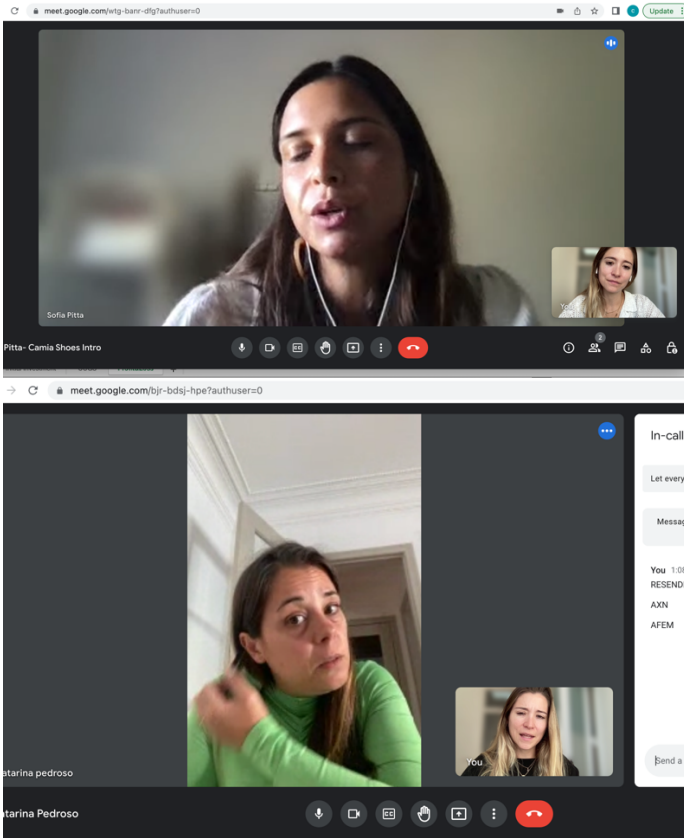 meet.google.com/wtg-banr-dfg?authuser=0
Update
Sofia Pitta
Pitta- Camia Shoes Intro
2
meet.google.com/bjr-bdsj-hpe?authuser=0
In-call
Let every
Messag
You 1:08
RESEND
AXN
AFEM
You
Send a
atarina pedroso
atarina Pedroso